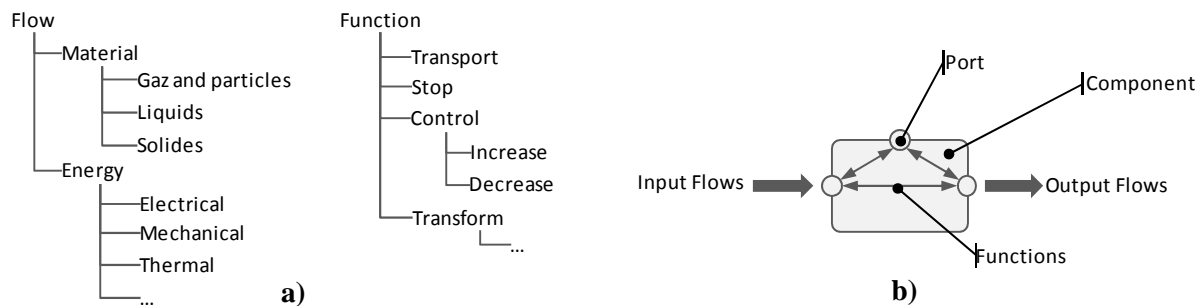 Flow
Material
Gaz and particles
Liquids
Solides
Energy
Electrical
Mechanical
Thermal
...
a)
Function
Transport
Stop
Control
Increase
Decrease
Transform
...
Port
Component
Input Flows
Output Flows
Functions
b)